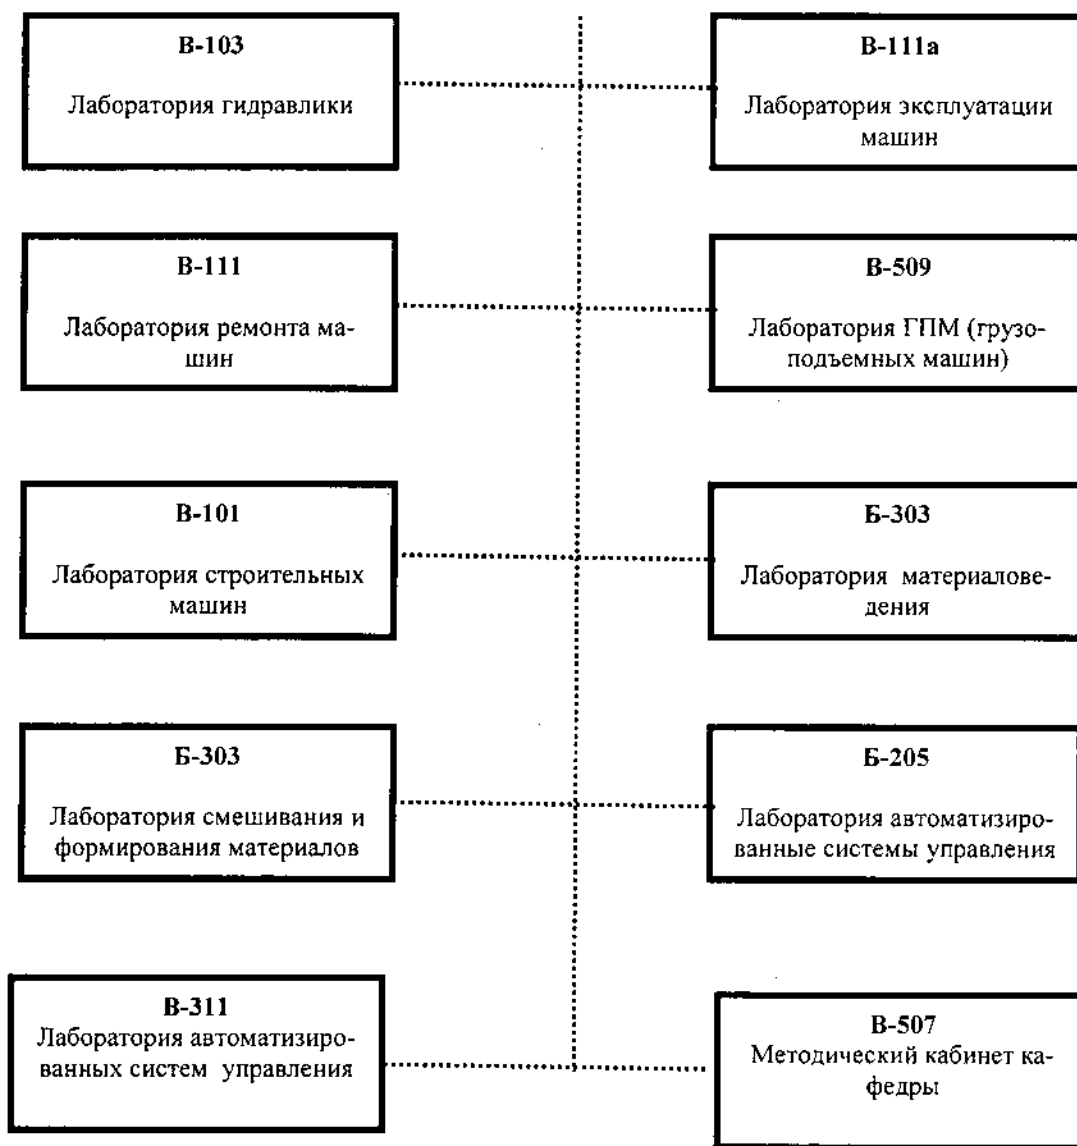 В-103
Лаборатория гидравлики
В-111а
Лаборатория эксплуатации
машин
В-111
Лаборатория ремонта ма-
шин
В-509
Лаборатория ГПМ (грузо-
подъемных машин)
В-101
Лаборатория строительных
машин
Б-303
Лаборатория материалове-
дения
Б-303
Лаборатория смешивания и
формирования материалов
Б-205
Лаборатория автоматизиро-
ванные системы управления
В-311
Лаборатория автоматизиро-
ванных систем управления
В-507
Методический кабинет ка-
федры